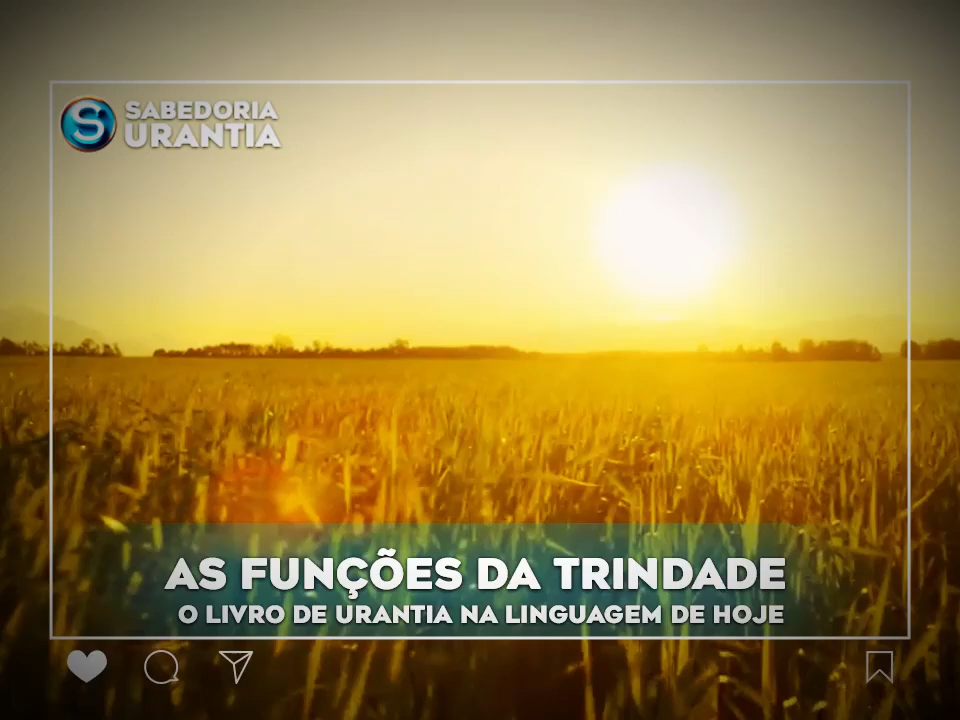 SABEDORIA
URANTIA
AS FUNÇÕES DA TRINDADE
O LIVRO DE URANTIA NA LINGUAGEM DE HOJE